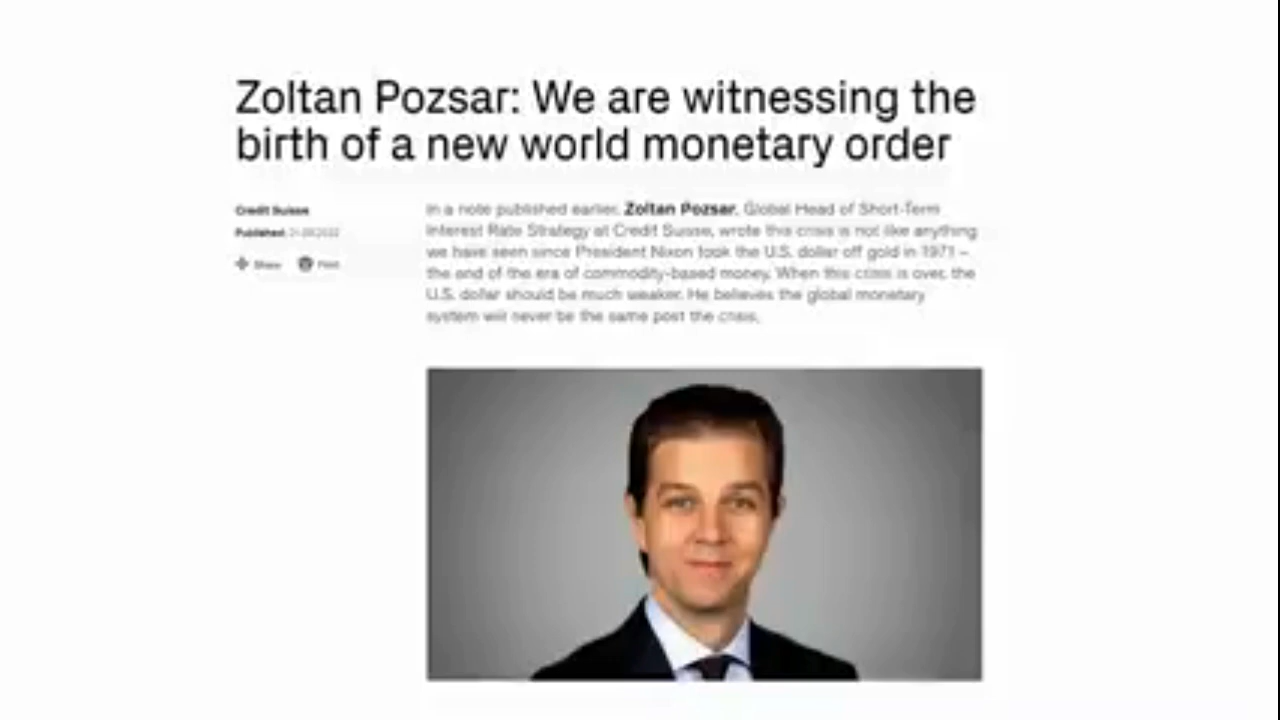 Zoltan Pozsar: We are witnessing the
birth of a new world monetary order
Credit Suisse
Published:
Share Print
In a note published earlier, Zoltan Pozsar, Global Head of Short-Term
Interest Rate Strategy at Credit Suisse, wrote this crisis is not like anything
we have seen since President Nixon took the U.S. dollar off gold in 1971 –
the end of the era of commodity-based money. When this crisis is over, the
U.S. dollar should be much weaker. He believes the global monetary
system will never be the same post the crisis.